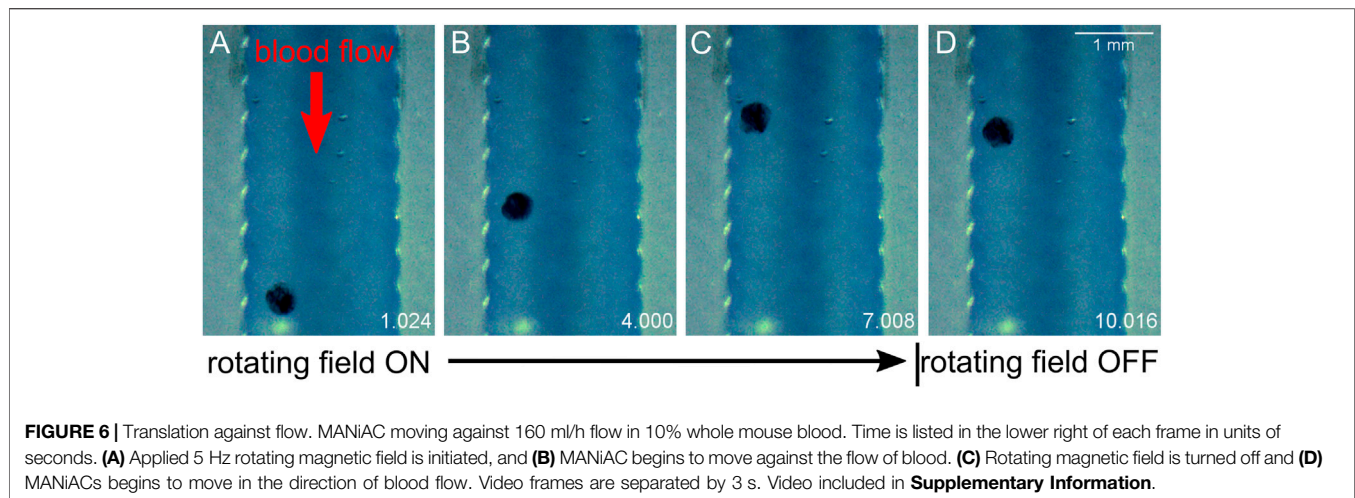 A
blood flow
1.024
B
4.000
C
7.008
D
1 mm
10.016
rotating field ON
rotating field OFF
FIGURE 6 | Translation against flow. MANiAC moving against 160 ml/h flow in 10% whole mouse blood. Time is listed in the lower right of each frame in units of
seconds. (A) Applied 5 Hz rotating magnetic field is initiated, and (B) MANiAC begins to move against the flow of blood. (C) Rotating magnetic field is turned off and (D)
MANiACs begins to move in the direction of blood flow. Video frames are separated by 3 s. Video included in Supplementary Information.